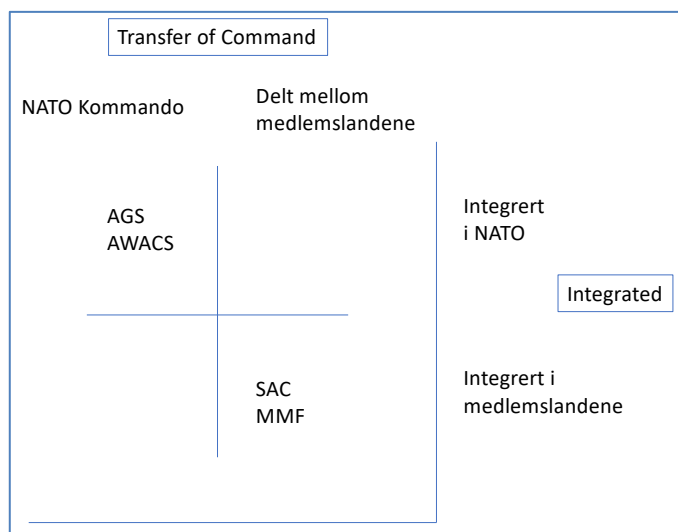 Transfer of Command
NATO Kommando
Delt mellom
medlemslandene
AGS
AWACS
Integrert
i NATO
Integrated
SAC
MMF
Integrert i
medlemslandene